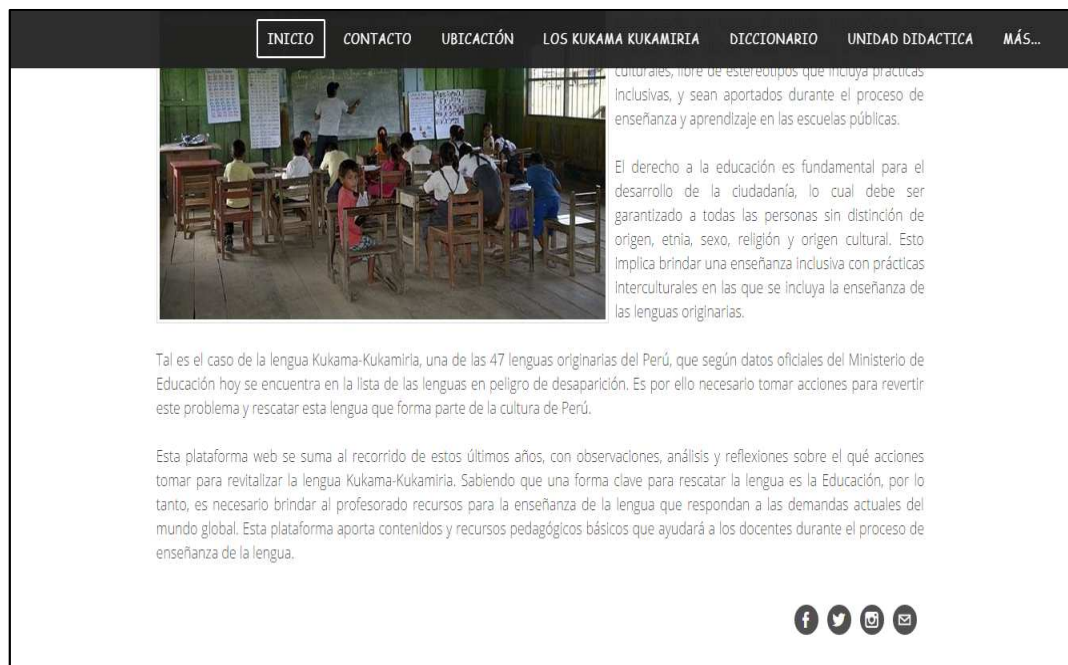 INICIO CONTACTO UBICACIÓN LOS KUKAMA KUKAMIRIA DICCIONARIO UNIDAD DIDACTICA MÁS...
culturales, libre de estereotipos que incluya prácticas
inclusivas, y sean aportados durante el proceso de
enseñanza y aprendizaje en las escuelas públicas.
El derecho a la educación es fundamental para el
desarrollo de la ciudadanía, lo cual debe ser
garantizado a todas las personas sin distinción de
origen, etnia, sexo, religión y origen cultural. Esto
implica brindar una enseñanza inclusiva con prácticas
interculturales en las que se incluya la enseñanza de
las lenguas originarias.
Tal es el caso de la lengua Kukama-Kukamiria, una de las 47 lenguas originarias del Perú, que según datos oficiales del Ministerio de
Educación hoy se encuentra en la lista de las lenguas en peligro de desaparición. Es por ello necesario tomar acciones para revertir
este problema y rescatar esta lengua que forma parte de la cultura de Perú.
Esta plataforma web se suma al recorrido de estos últimos años, con observaciones, análisis y reflexiones sobre el qué acciones
tomar para revitalizar la lengua Kukama-Kukamiria. Sabiendo que una forma clave para rescatar la lengua es la Educación, por lo
tanto, es necesario brindar al profesorado recursos para la enseñanza de la lengua que respondan a las demandas actuales del
mundo global. Esta plataforma aporta contenidos y recursos pedagógicos básicos que ayudará a los docentes durante el proceso de
enseñanza de la lengua.